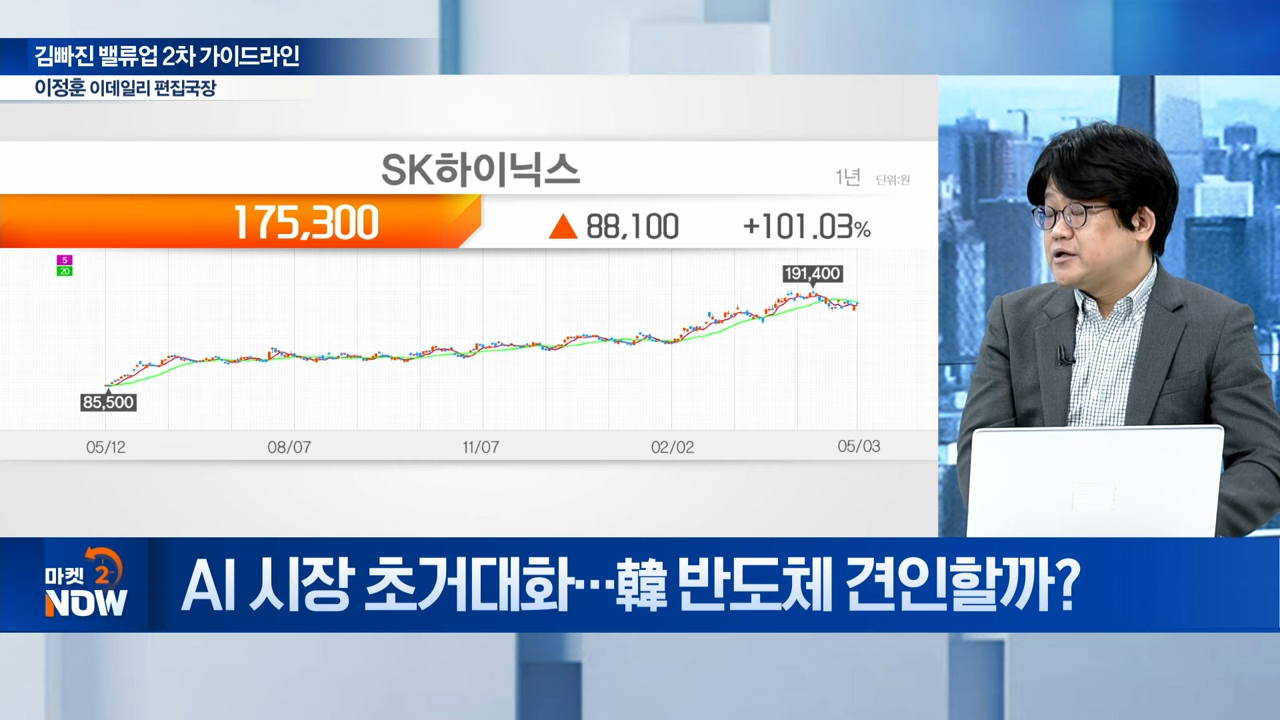 김빠진 밸류업 2차 가이드라인
이정훈 이데일리 편집국장
SK하이닉스
1년 단위:원
175,300 ▲ 88,100 +101.03%
5
20
191,400
85,500
05/12 08/07 11/07 02/02 05/03
마켓 2
NOW
AI 시장 초거대화…韓 반도체 견인할까?